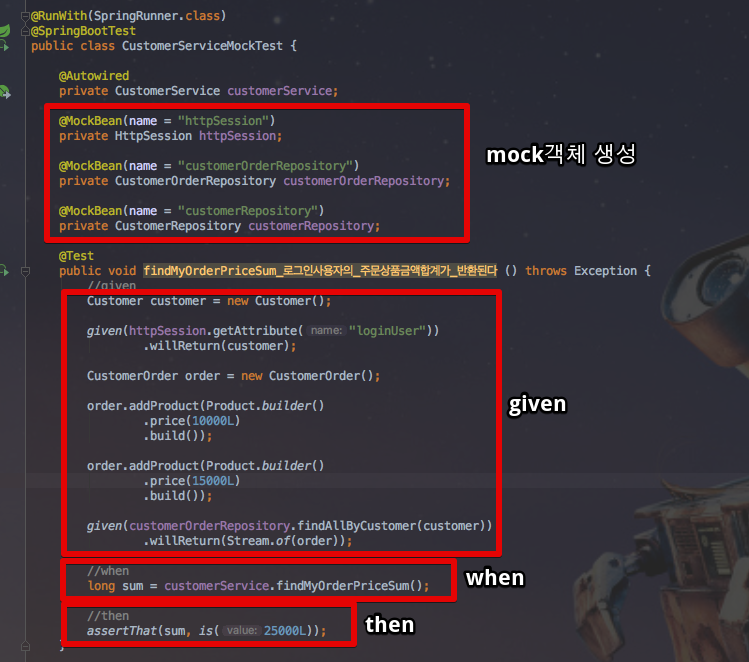 @RunWith(SpringRunner.class)
@SpringBootTest
public class CustomerServiceMockTest {
@Autowired
private CustomerService customerService;
@MockBean(name = "httpSession")
private HttpSession httpSession;
mock객체 생성
@MockBean(name = "customerOrderRepository")
private CustomerOrderRepository customerOrderRepository;
@MockBean(name = "customerRepository")
private CustomerRepository customerRepository;
@Test
public void findMyOrderPriceSum_로그인사용자의_주문상품금액합계가_반환된다 () throws Exception {
//given
Customer customer = new Customer();
given(httpSession.getAttribute( name: "loginUser"))
.willReturn(customer);
CustomerOrder order = new CustomerOrder();
order.addProduct(Product.builder()
given
.price(10000L)
.build());
order.addProduct(Product.builder()
.price(15000L)
.build());
given(customerOrderRepository.findAllByCustomer(customer))
.willReturn(Stream.of(order));
//when
when
long sum = customerService.findMyOrderPriceSum();
//then
then
assertThat(sum, is( value: 25000L));
}